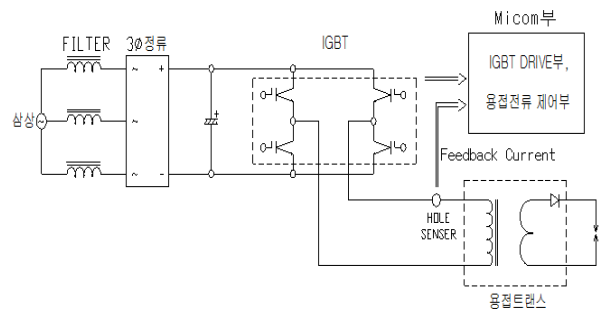 Micom부
FILTER 3Ø정류 IGBT
IGBT DRIVE부,
용접전류 제어부
삼상
~ +
~
~ -
+
Feedback Current
HOLE
SENSER
용접트랜스